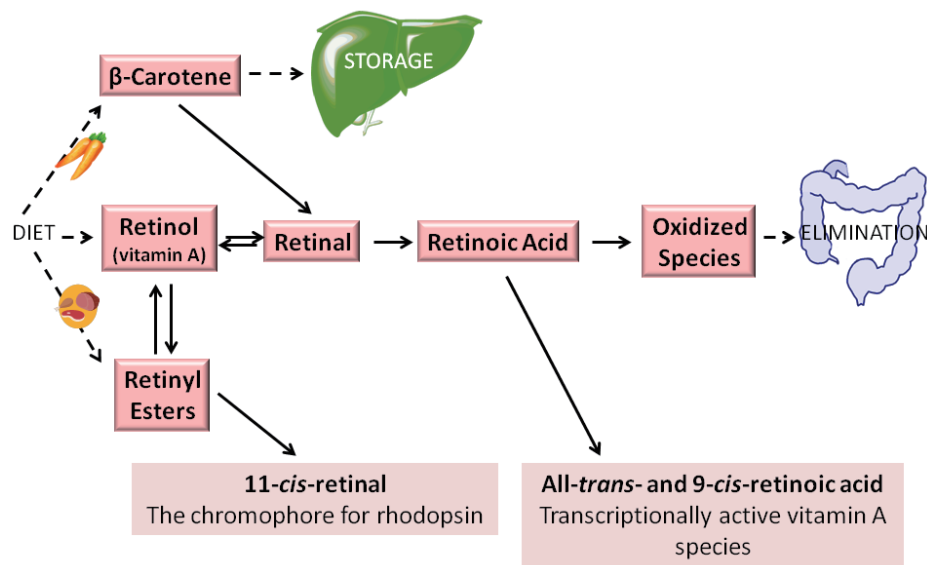 STORAGE
β-Carotene
DIET
Retinol
(vitamin A)
Retinal
Retinoic Acid
Oxidized
Species
ELIMINATION
Retinyl
Esters
11-cis-retinal
The chromophore for rhodopsin
All-trans- and 9-cis-retinoic acid
Transcriptionally active vitamin A
species